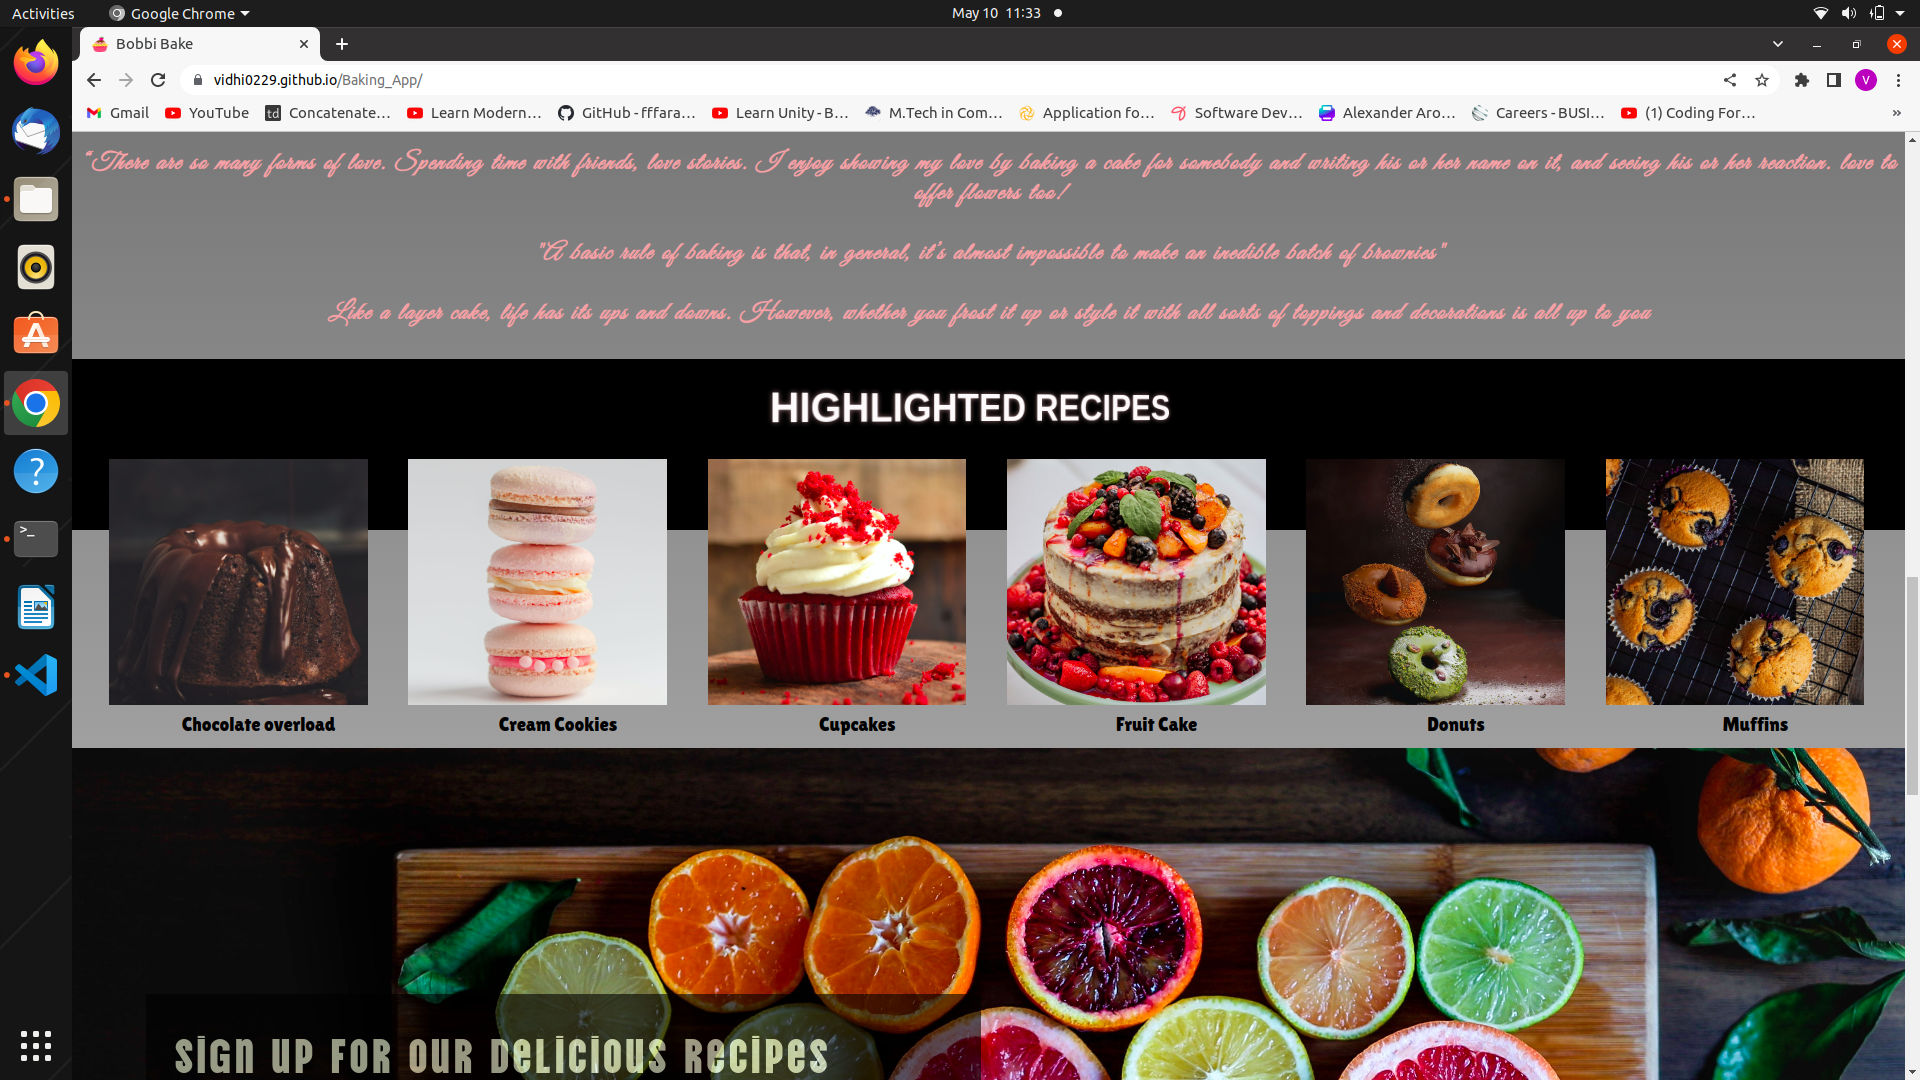 Activities
Google Chrome
May 10 11:33
Bobbi Bake
vidhi0229.github.io/Baking_App/
V
Gmail
YouTube
td
Concatenate...
Learn Modern...
GitHub - fffara...
Learn Unity - B...
M.Tech in Com...
Application fo...
Software Dev...
Alexander Aro...
Careers - BUSI...
(1) Coding For...
»
“There are so many forms of love. Spending time with friends, love stories. I enjoy showing my love by baking a cake for somebody and writing his or her name on it, and seeing his or her reaction. love to
offer flowers too!
"A basic rule of baking is that, in general, it's almost impossible to make an inedible batch of brownies"
Like a layer cake, life has its ups and downs. However, whether you frost it up or style it with all sorts of toppings and decorations is all up to you
HIGHLIGHTED RECIPES
Chocolate overload
Cream Cookies
Cupcakes
Fruit Cake
Donuts
Muffins
Sign up for our Delicious Recipes